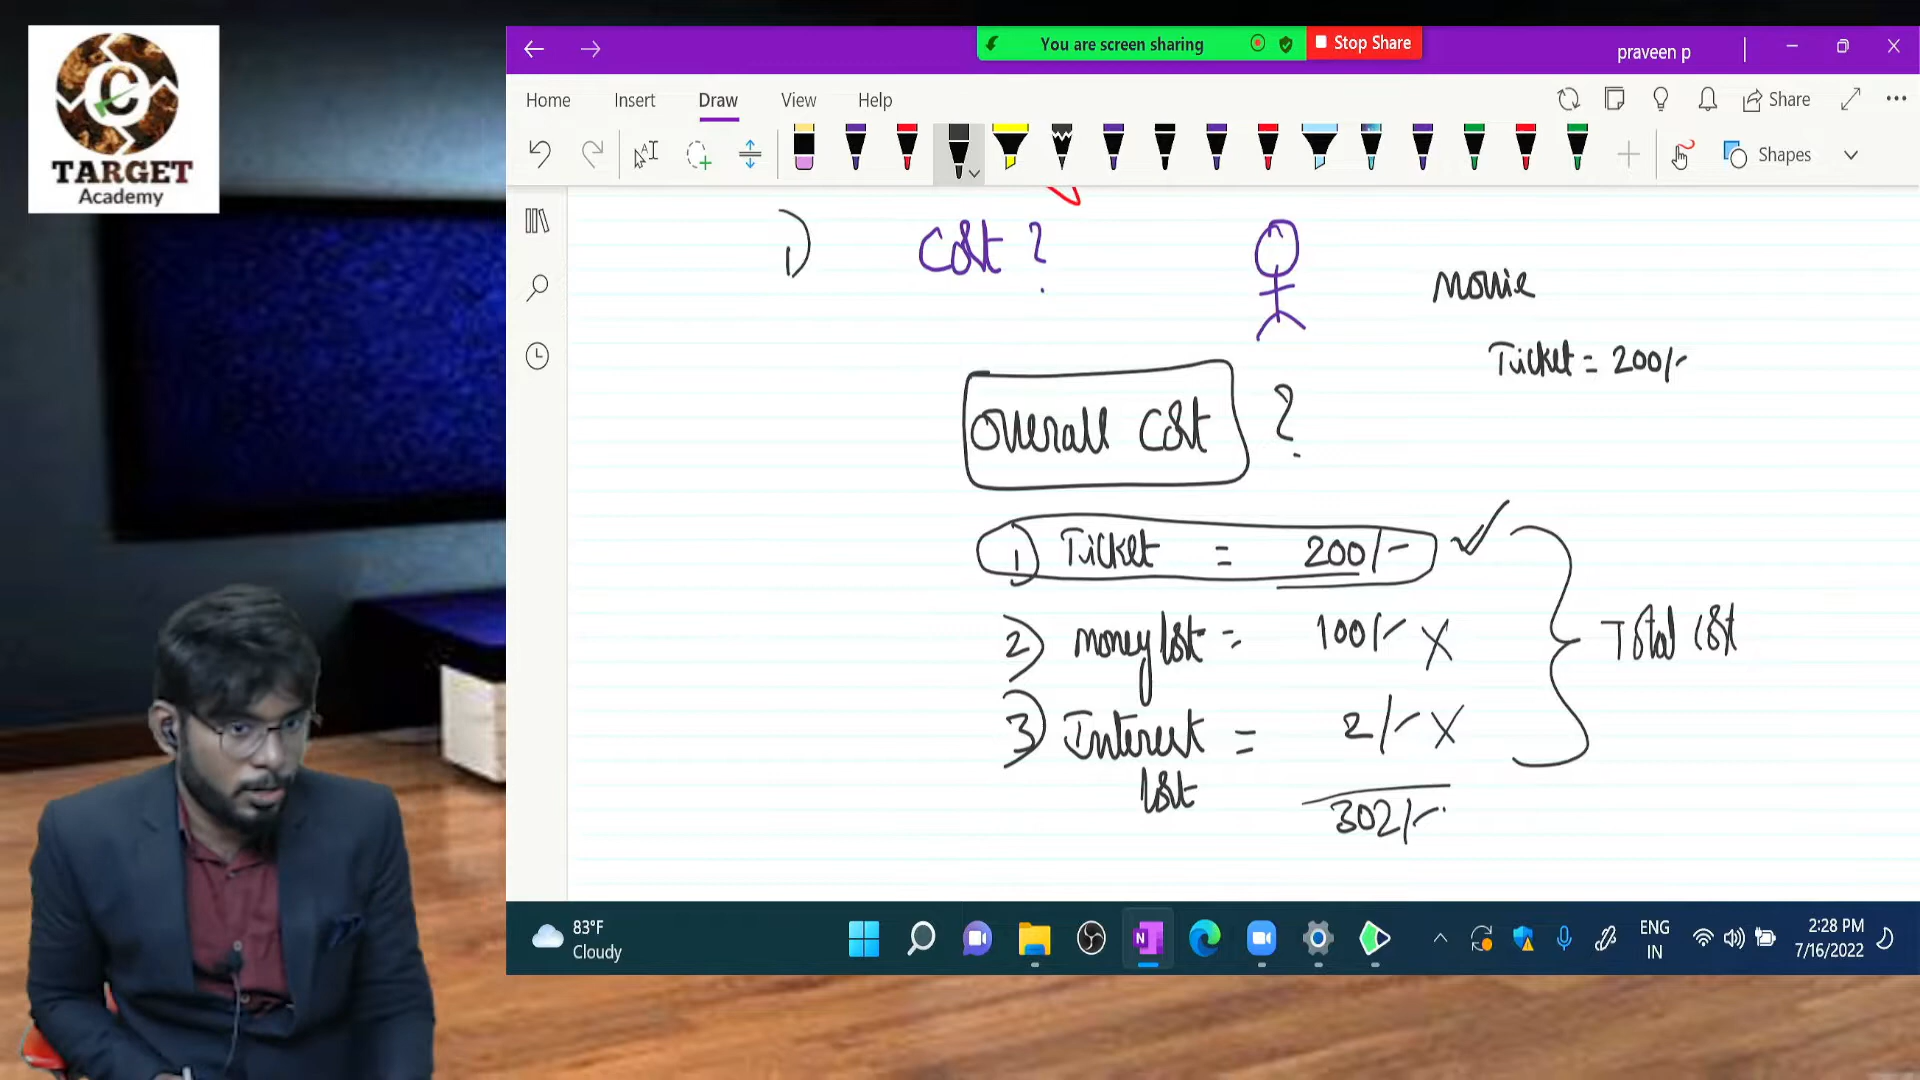 TARGET
Academy
You are screen sharing
Stop Share
praveen p
Home
Insert
Draw
View
Help
Share
Shapes
1)
Cost ?
Movie
Ticket = 200/-
Overall Cost ?
1) Ticket = 200/-
2) Money lost = 100/- X
3) Interest = 2/- X
lost
302/-
Total Cost
83°F
Cloudy
ENG
IN
2:28 PM
7/16/2022